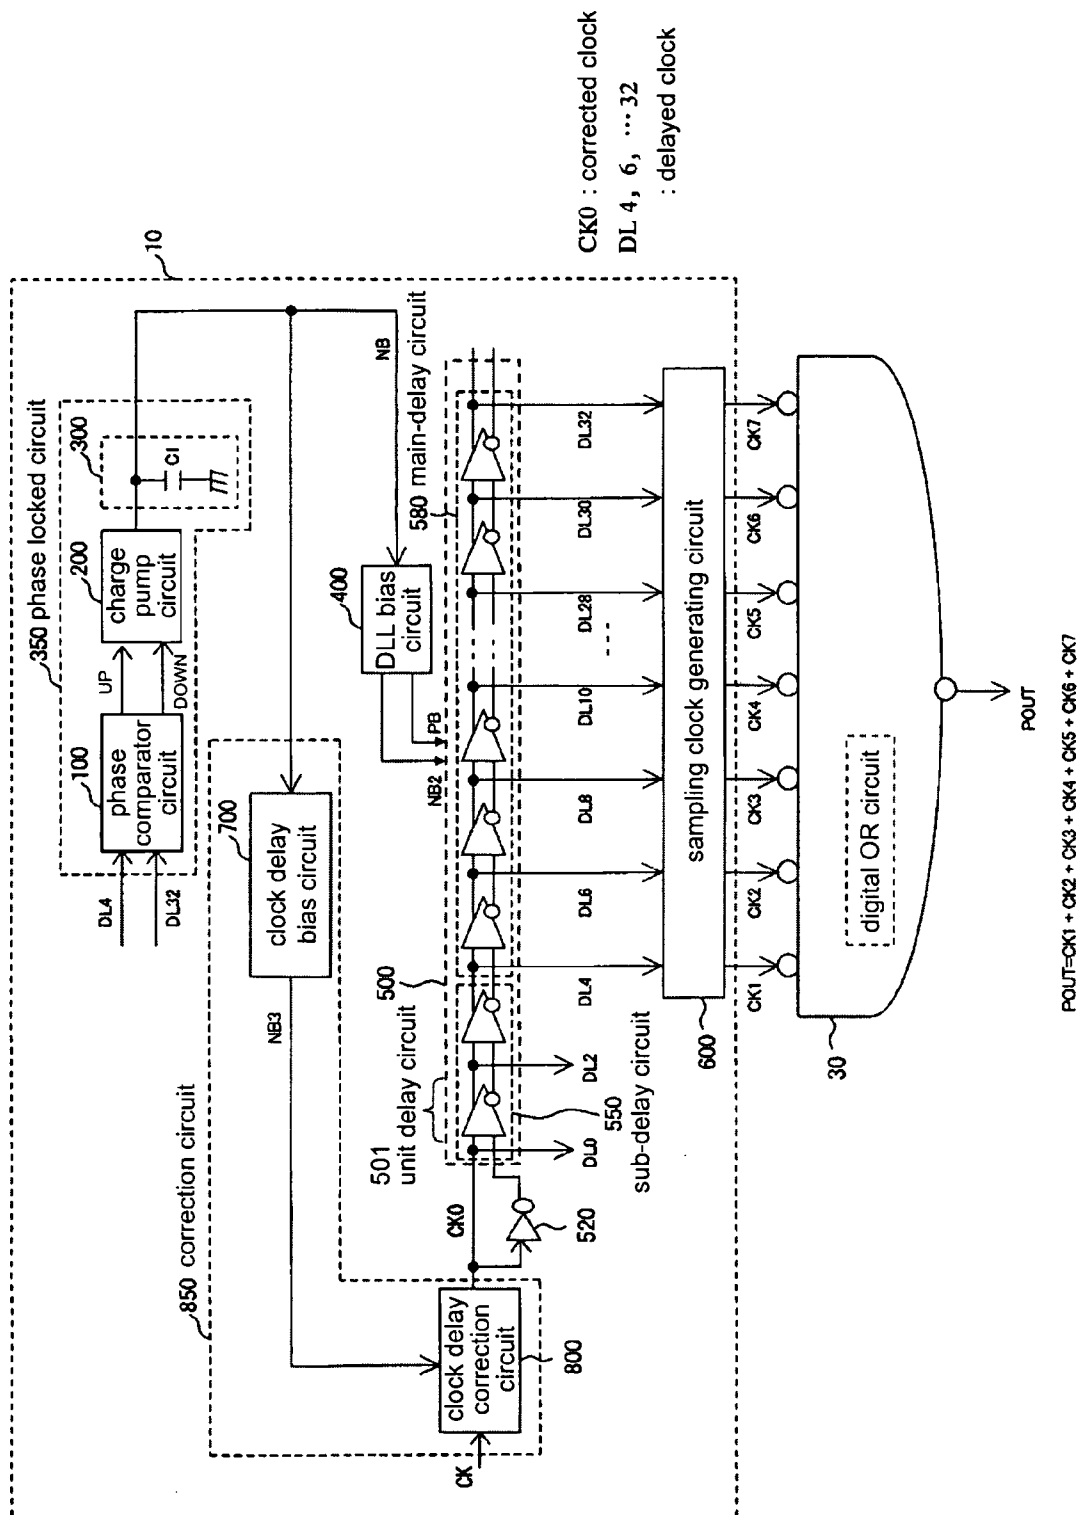 10
350 phase locked circuit
300
CI
200
charge
pump
circuit
UP
DOWN
100
phase
comparator
circuit
DL4
DL32
850 correction circuit
700
clock delay
bias circuit
NB3
NB
400
DLL bias
circuit
NB2
PB
580 main-delay circuit
500
501
unit delay circuit
CK0
CK
clock delay
correction
circuit
800
520
550
sub-delay circuit
DL0
DL2
DL4
DL6
DL8
DL10
...
DL28
DL30
DL32
sampling clock generating circuit
600
CK1
CK2
CK3
CK4
CK5
CK6
CK7
digital OR circuit
30
POUT
POUT=CK1 + CK2 + CK3 + CK4 + CK5 + CK6 + CK7
CK0 : corrected clock
DL 4, 6, ⋯ 32
: delayed clock